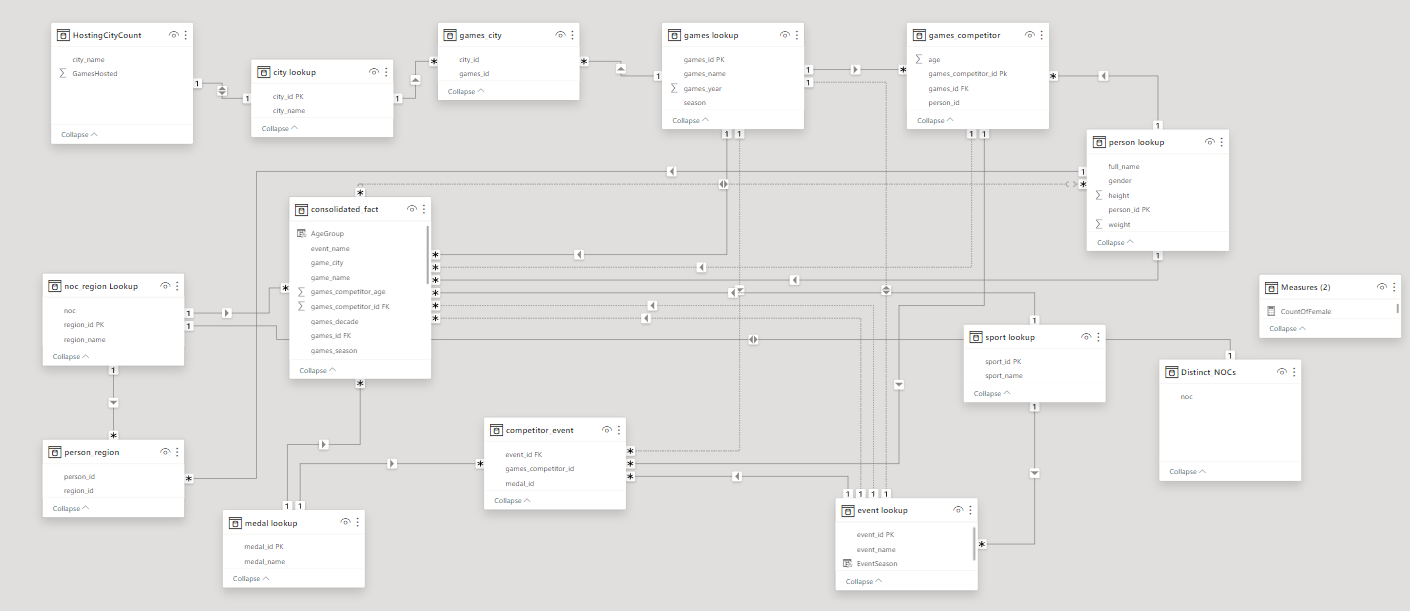 HostingCityCount
city_name
GamesHosted
Collapse
city lookup
city_id PK
city_name
Collapse
games_city
city_id
games_id
Collapse
games lookup
games_id PK
games_name
games_year
season
Collapse
games_competitor
age
games_competitor_id Pk
games_id FK
person_id
Collapse
person lookup
full_name
gender
height
person_id PK
weight
Collapse
consolidated_fact
AgeGroup
event_name
game_city
game_name
games_competitor_age
games_competitor_id FK
games_decade
games_id FK
games_season
Collapse
noc_region Lookup
noc
region_id PK
region_name
Collapse
Measures (2)
CountOfFemale
Collapse
sport lookup
sport_id PK
sport_name
Collapse
Distinct_NOCs
noc
Collapse
person_region
person_id
region_id
Collapse
competitor_event
event_id FK
games_competitor_id
medal_id
Collapse
medal lookup
medal_id PK
medal_name
Collapse
event lookup
event_id PK
event_name
EventSeason
Collapse